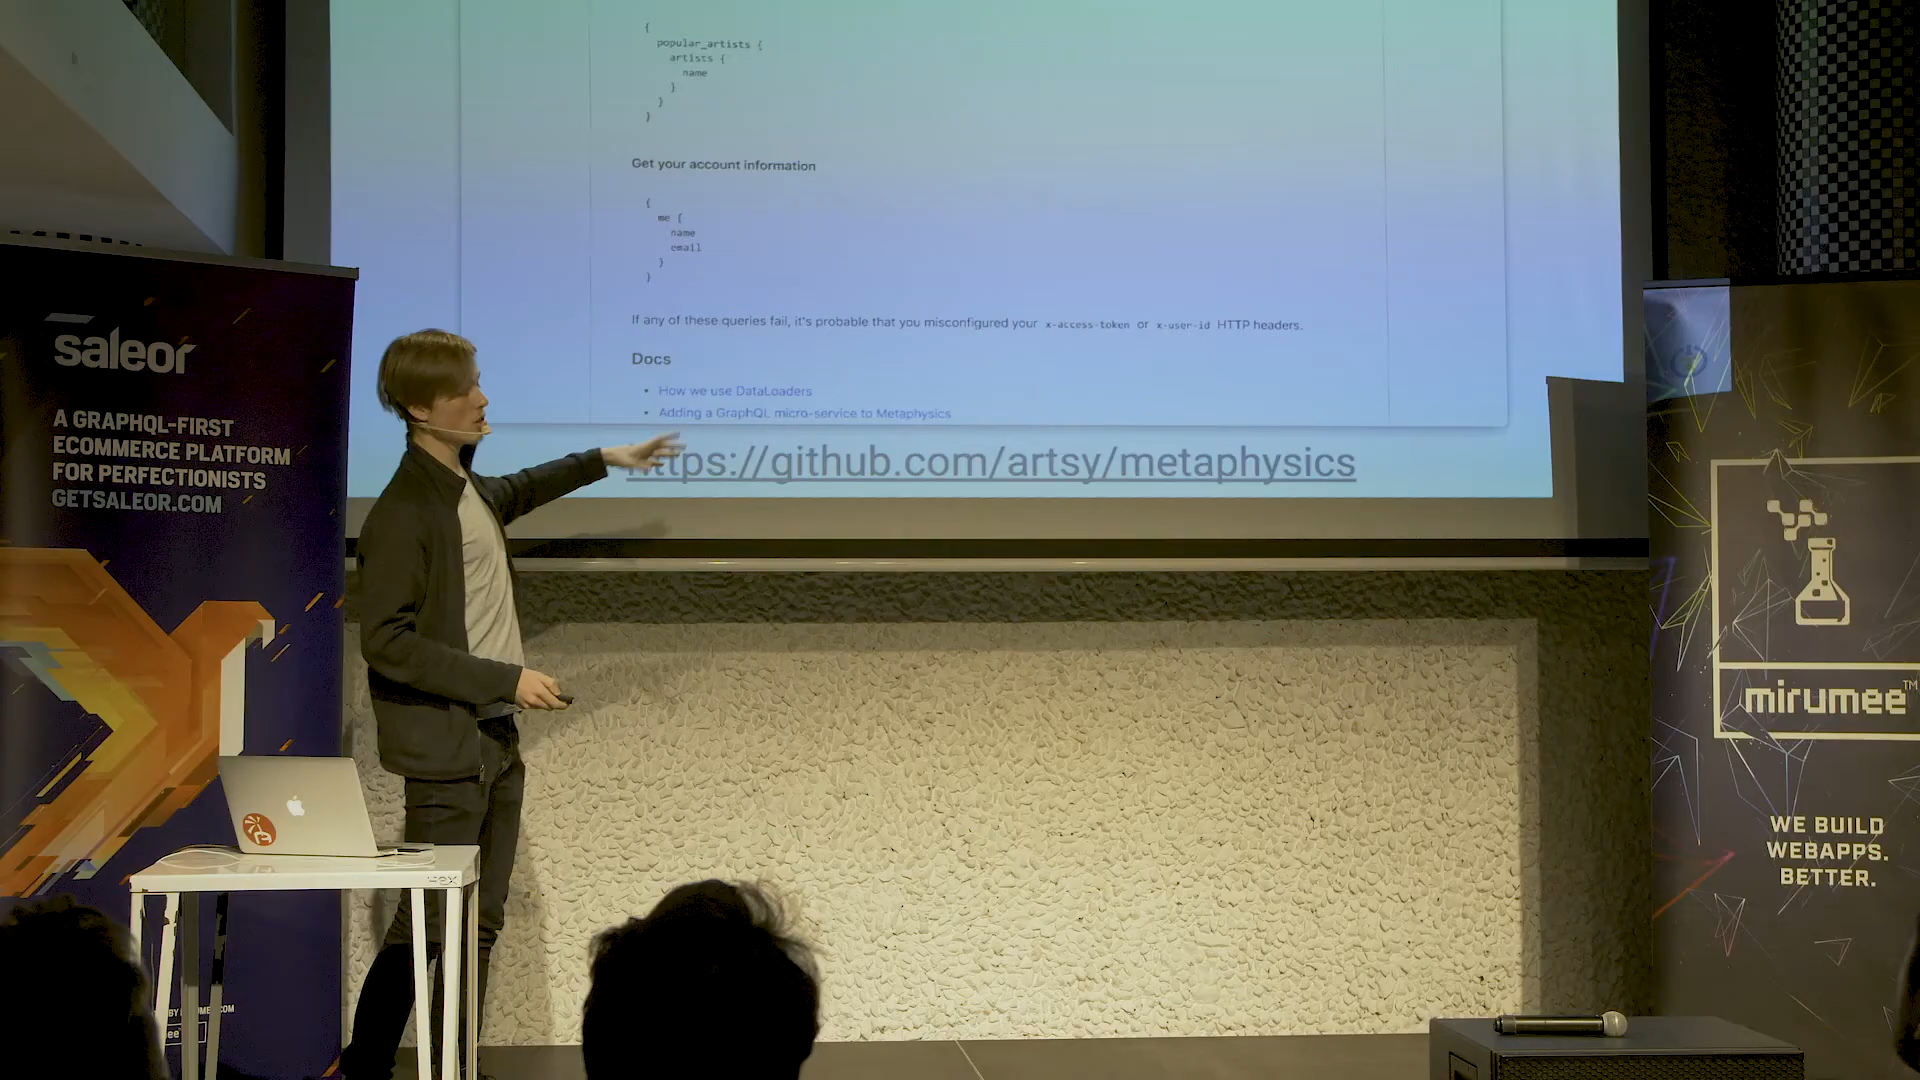 {
popular_artists {
artists {
name
}
}
}
Get your account information
{
me {
name
email
}
}
If any of these queries fail, it's probable that you misconfigured your x-access-token or x-user-id HTTP headers.
Docs
• How we use DataLoaders
• Adding a GraphQL micro-service to Metaphysics
https://github.com/artsy/metaphysics
saleor
A GRAPHQL-FIRST
ECOMMERCE PLATFORM
FOR PERFECTIONISTS
GETSALEOR.COM
mirumee™
WE BUILD
WEBAPPS.
BETTER.